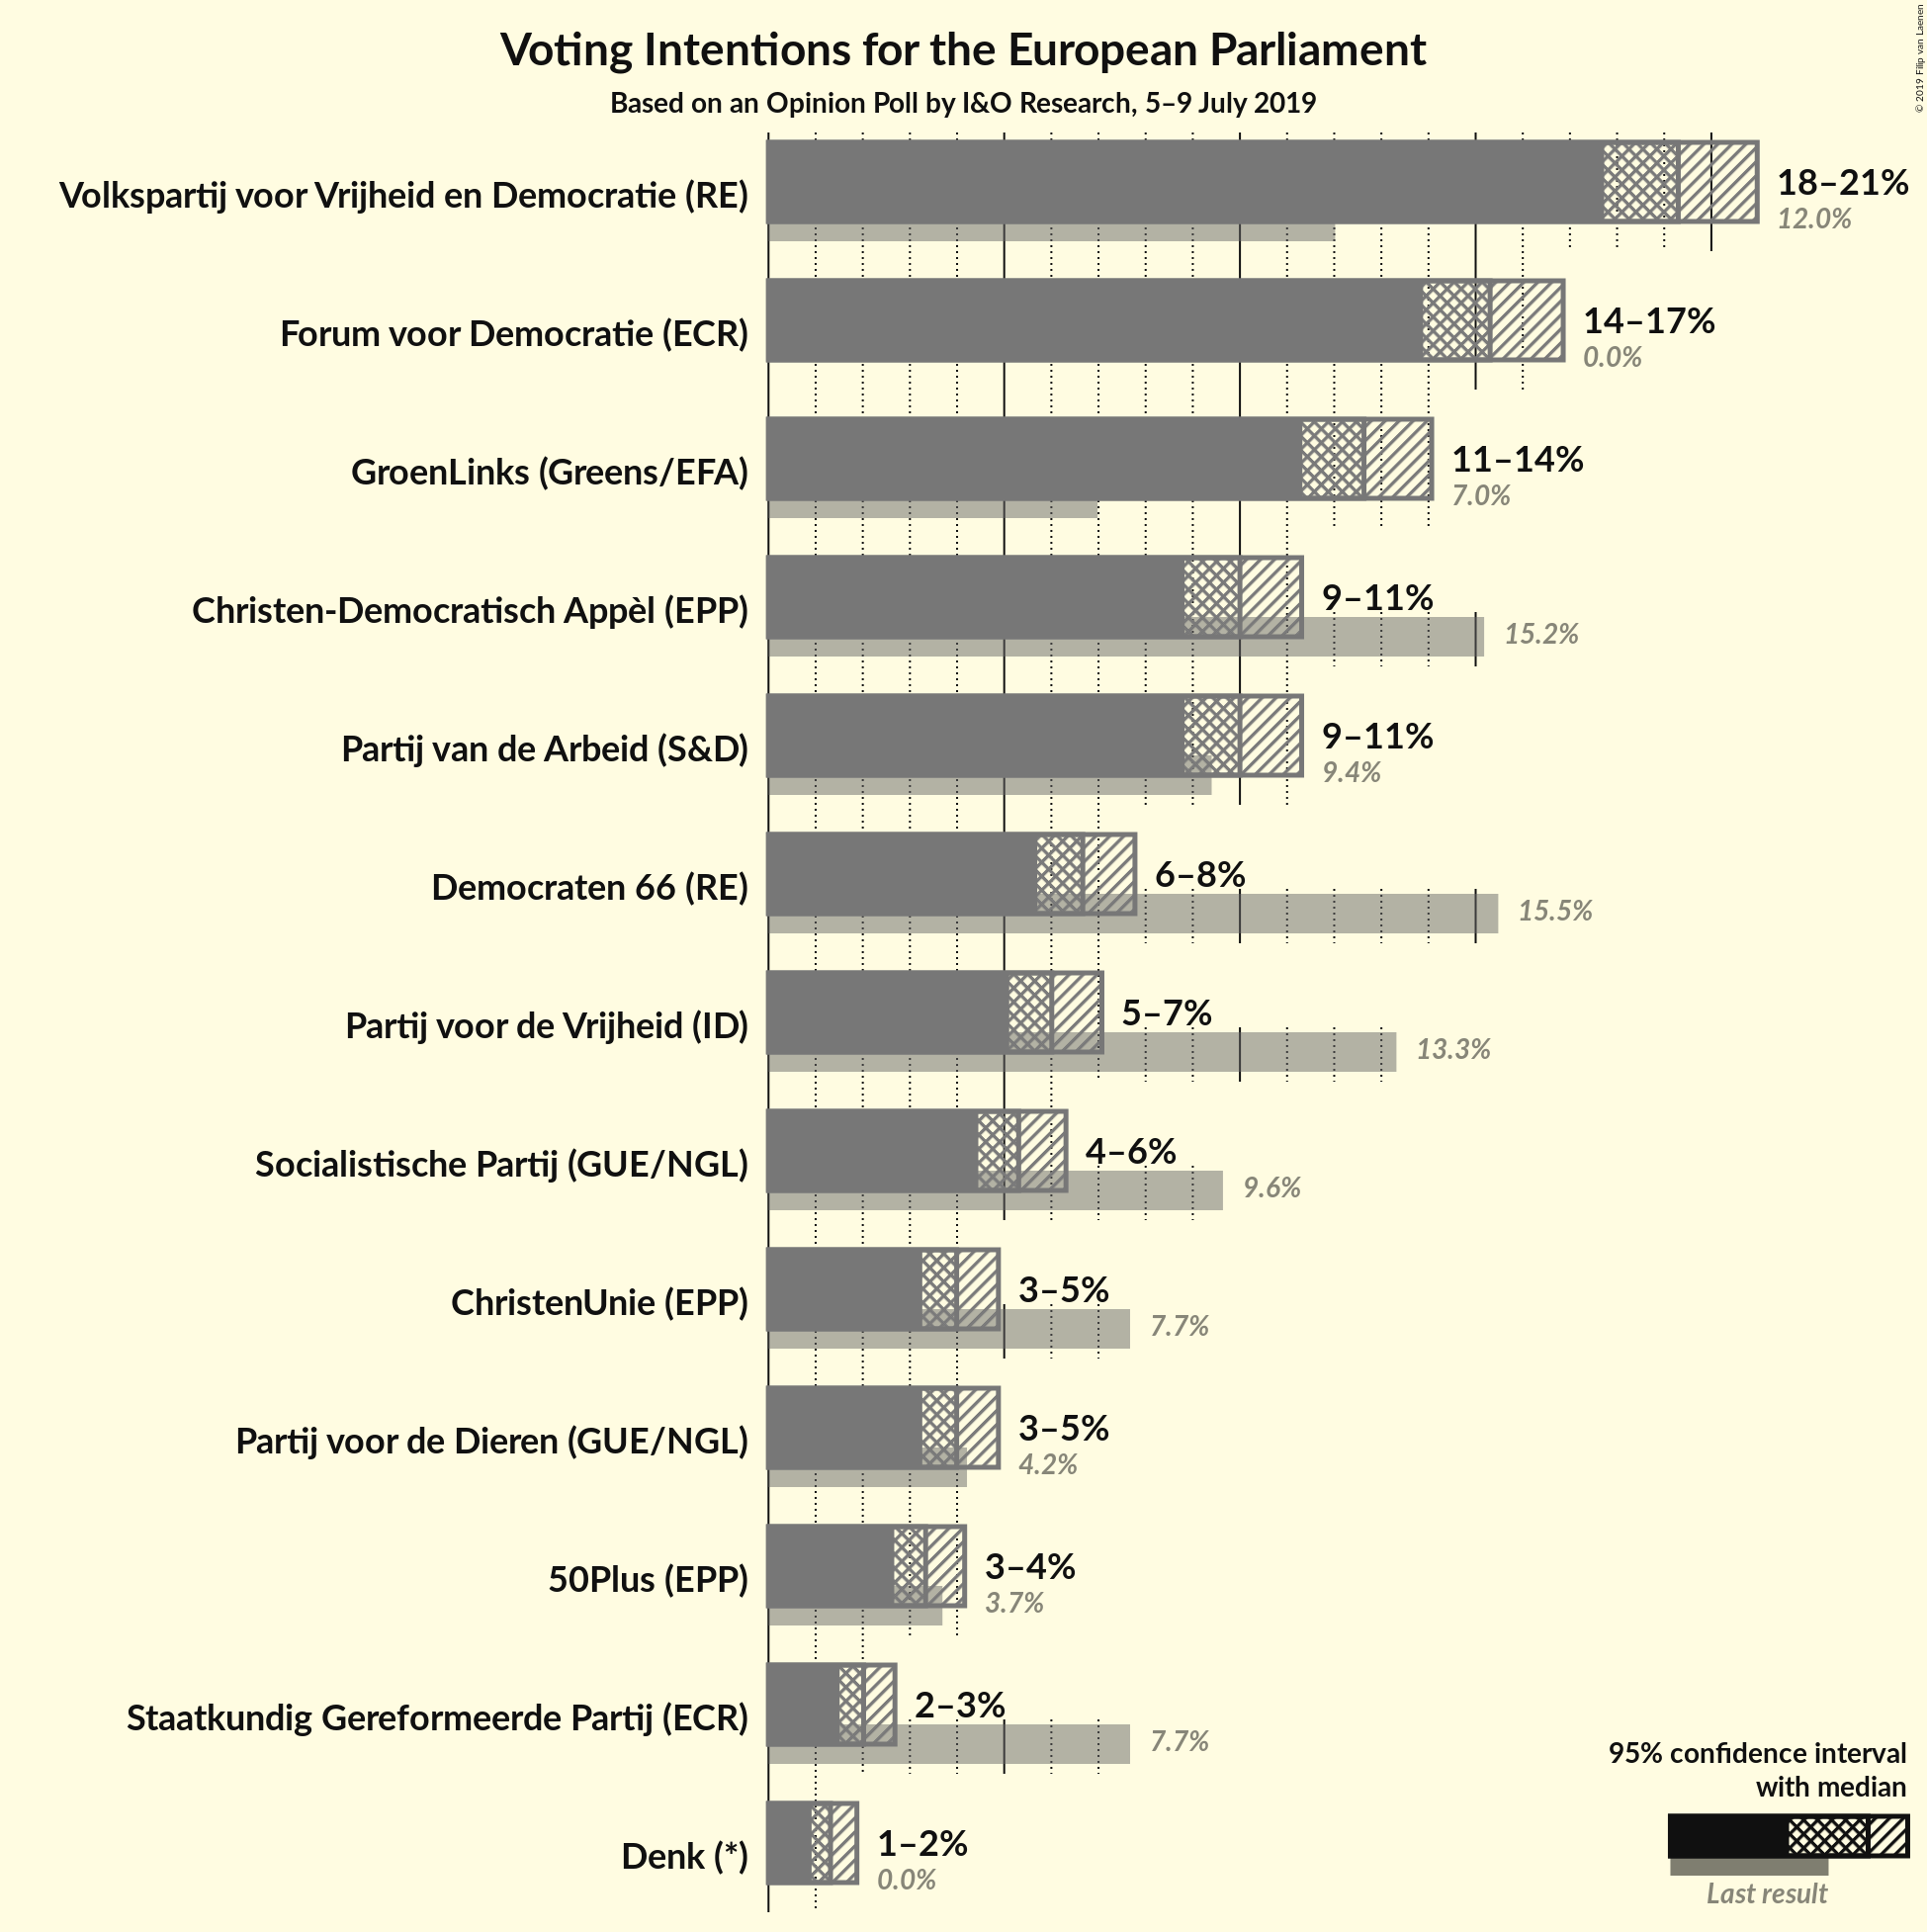 Voting Intentions for the European Parliament
Based on an Opinion Poll by I&O Research, 5–9 July 2019
© 2019 Filip van Laenen
Volkspartij voor Vrijheid en Democratie (RE)
18–21%
12.0%
Forum voor Democratie (ECR)
14–17%
0.0%
GroenLinks (Greens/EFA)
11–14%
7.0%
Christen-Democratisch Appèl (EPP)
9–11%
15.2%
Partij van de Arbeid (S&D)
9–11%
9.4%
Democraten 66 (RE)
6–8%
15.5%
Partij voor de Vrijheid (ID)
5–7%
13.3%
Socialistische Partij (GUE/NGL)
4–6%
9.6%
ChristenUnie (EPP)
3–5%
7.7%
Partij voor de Dieren (GUE/NGL)
3–5%
4.2%
50Plus (EPP)
3–4%
3.7%
Staatkundig Gereformeerde Partij (ECR)
2–3%
7.7%
Denk (*)
1–2%
0.0%
95% confidence interval
with median
Last result